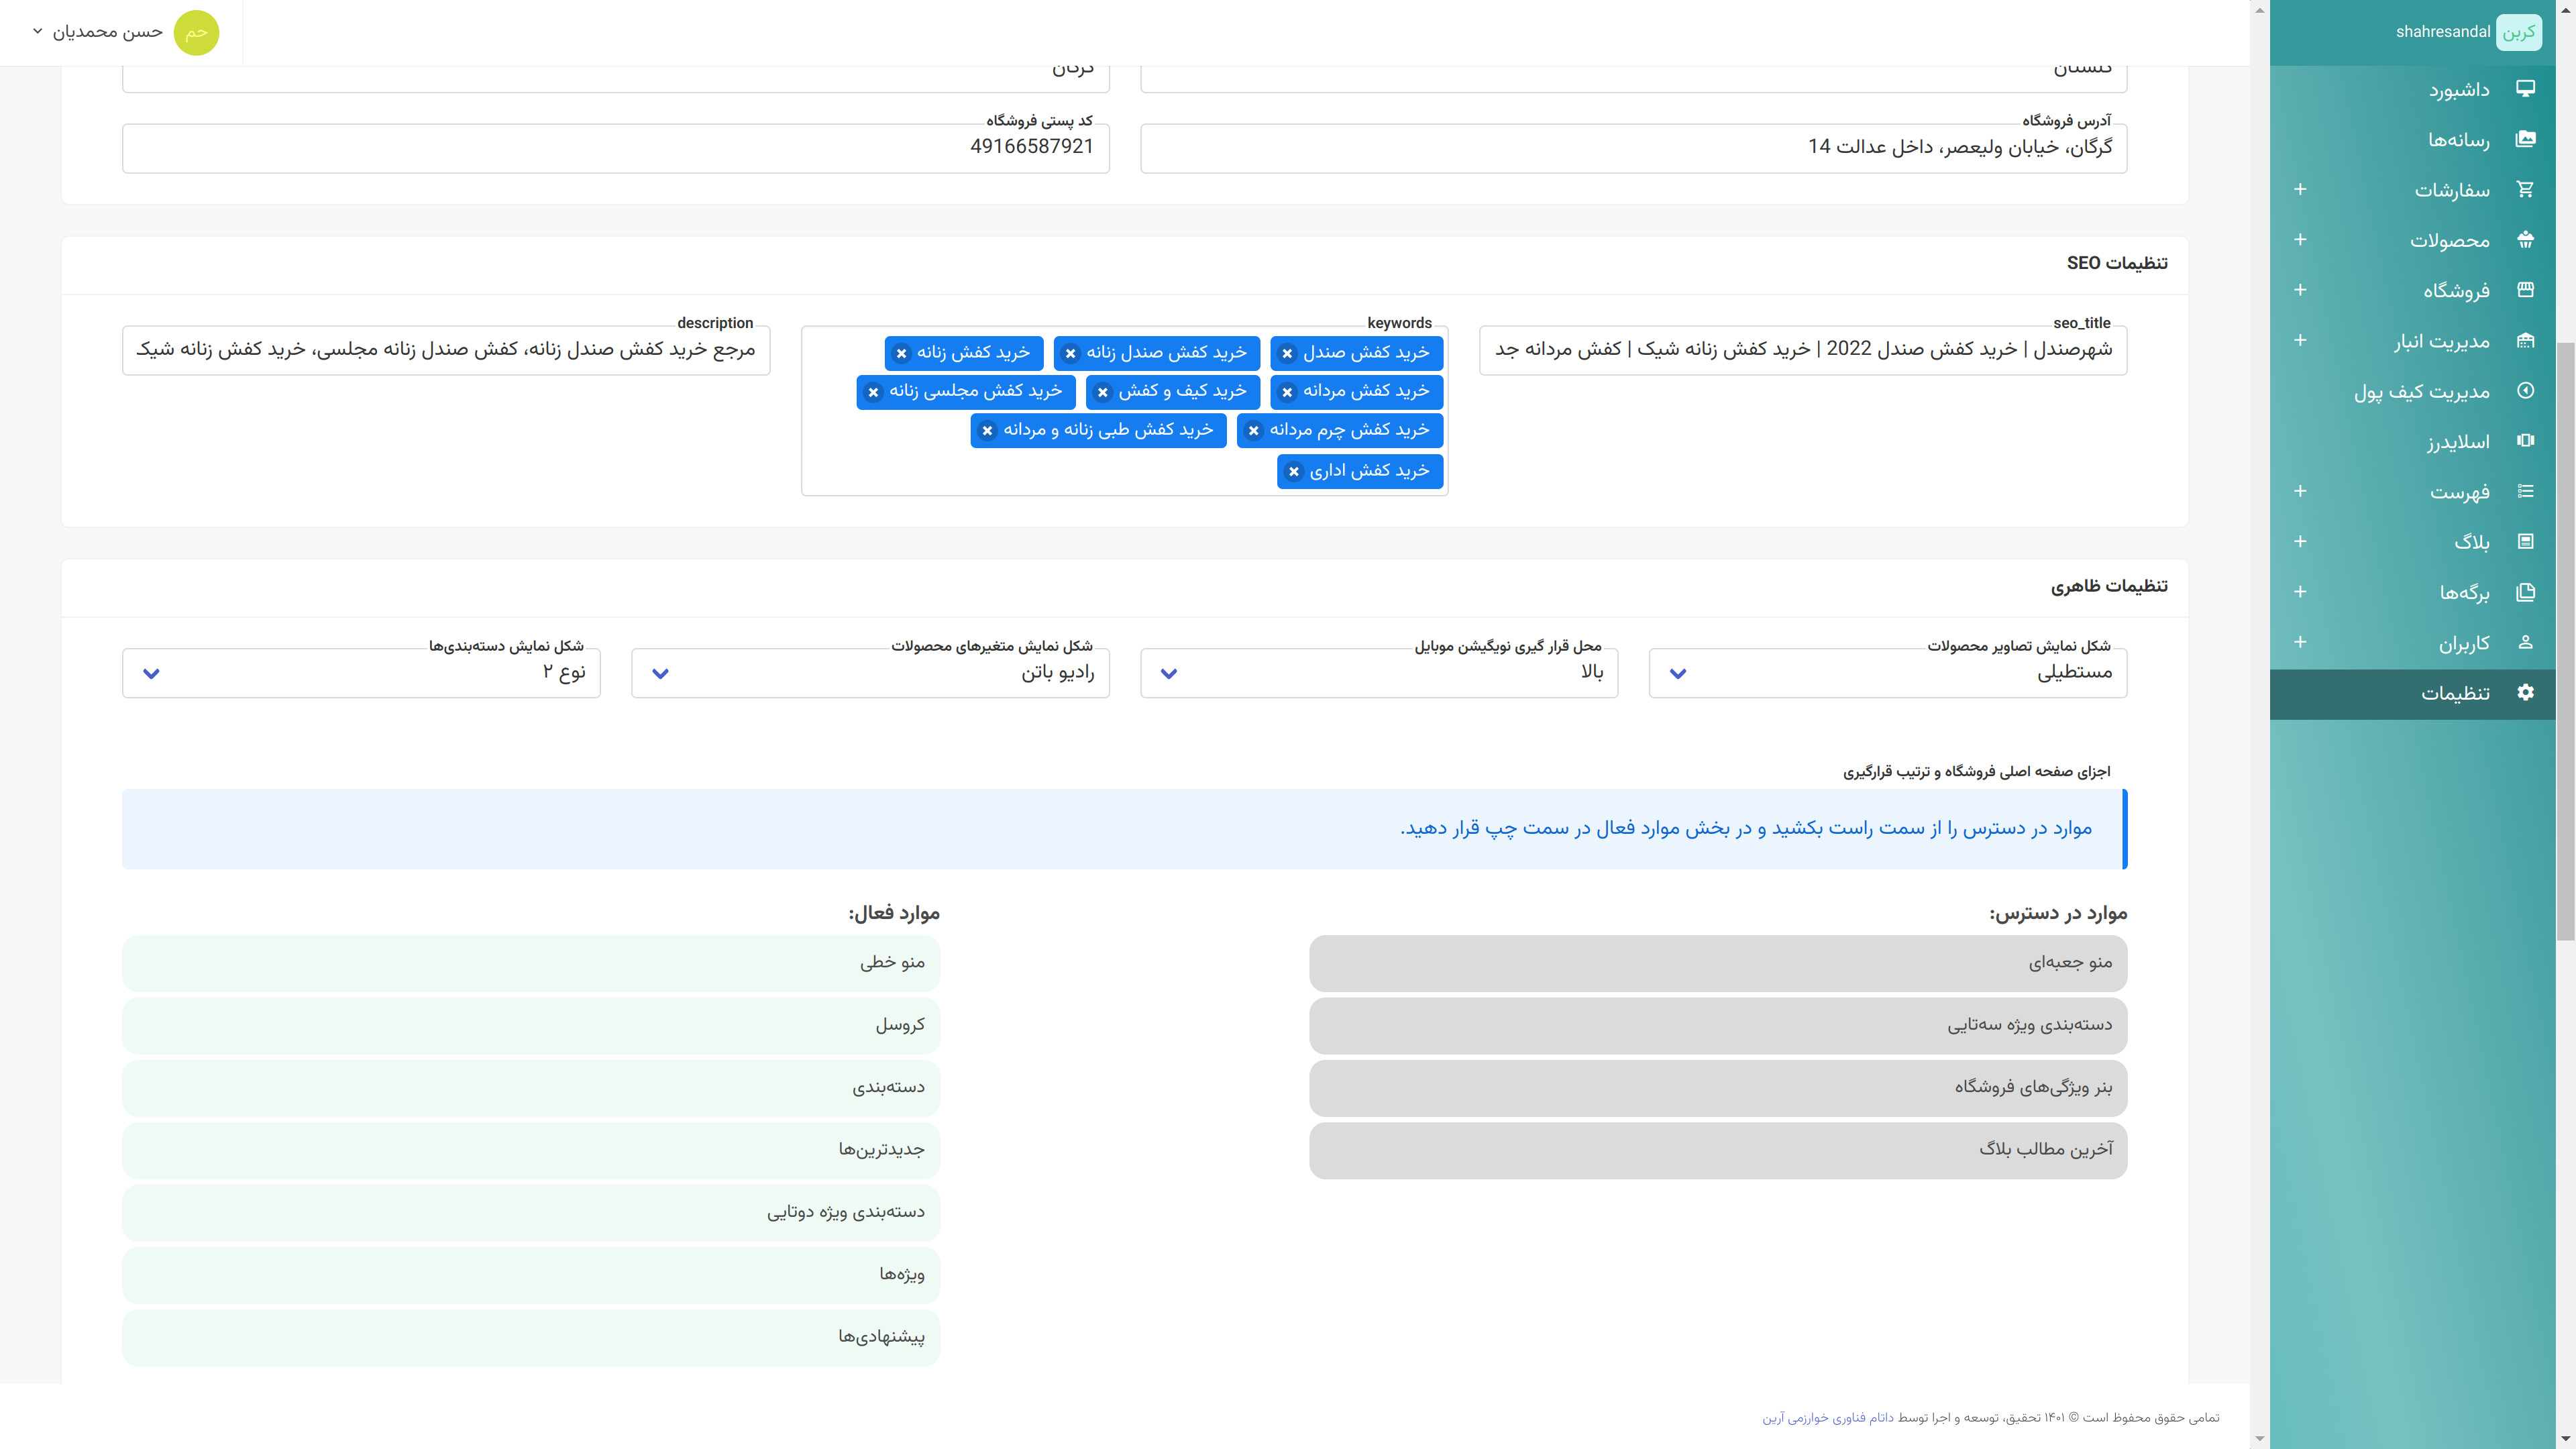 کربن shahresandal
حسن محمدیان
حم
داشبورد
رسانه‌ها
سفارشات
محصولات
فروشگاه
مدیریت انبار
مدیریت کیف پول
اسلایدرز
فهرست
بلاگ
برگه‌ها
کاربران
تنظیمات
گلستان
گرگان
آدرس فروشگاه
گرگان، خیابان ولیعصر، داخل عدالت 14
کد پستی فروشگاه
49166587921
تنظیمات SEO
seo_title
شهرصندل | خرید کفش صندل 2022 | خرید کفش زنانه شیک | کفش مردانه جد
keywords
خرید کفش صندل
خرید کفش صندل زنانه
خرید کفش زنانه
خرید کفش مردانه
خرید کیف و کفش
خرید کفش مجلسی زنانه
خرید کفش چرم مردانه
خرید کفش طبی زنانه و مردانه
خرید کفش اداری
description
مرجع خرید کفش صندل زنانه، کفش صندل زنانه مجلسی، خرید کفش زنانه شیک
تنظیمات ظاهری
شکل نمایش تصاویر محصولات
مستطیلی
محل قرار گیری نویگیشن موبایل
بالا
شکل نمایش متغیرهای محصولات
رادیو باتن
شکل نمایش دسته‌بندی‌ها
نوع ۲
اجزای صفحه اصلی فروشگاه و ترتیب قرارگیری
موارد در دسترس را از سمت راست بکشید و در بخش موارد فعال در سمت چپ قرار دهید.
موارد در دسترس:
منو جعبه‌ای
دسته‌بندی ویژه سه‌تایی
بنر ویژگی‌های فروشگاه
آخرین مطالب بلاگ
موارد فعال:
منو خطی
کروسل
دسته‌بندی
جدیدترین‌ها
دسته‌بندی ویژه دوتایی
ویژه‌ها
پیشنهادی‌ها
تمامی حقوق محفوظ است © ۱۴۰۱ تحقیق، توسعه و اجرا توسط داتام فناوری خوارزمی آرین